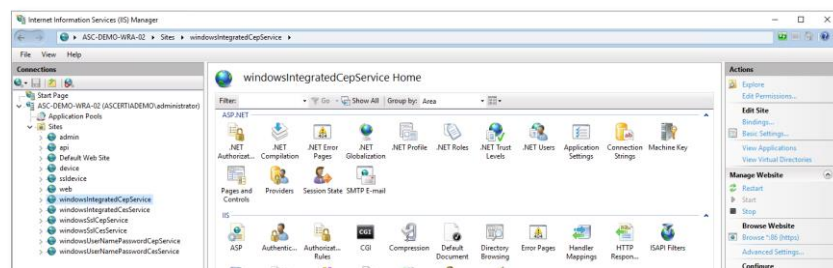 Internet Information Services (IIS) Manager
ASC-DEMO-WRA-02 ▸ Sites ▸ windowsIntegratedCepService ▸
File View Help
Connections
Start Page
ASC-DEMO-WRA-02 (ASCERTIADEMO\administrator)
Application Pools
Sites
admin
api
Default Web Site
device
ssldevice
web
windowsIntegratedCepService
windowsIntegratedCesService
windowsSslCepService
windowsSslCesService
windowsUserNamePasswordCepService
windowsUserNamePasswordCesService
windowsIntegratedCepService Home
Filter: Go Show All Group by: Area
ASP.NET
.NET Authorizat...
.NET Compilation
.NET Error Pages
.NET Globalization
.NET Profile
.NET Roles
.NET Trust Levels
.NET Users
Application Settings
Connection Strings
Machine Key
Pages and Controls
Providers
Session State
SMTP E-mail
IIS
ASP
Authentic...
Authorizat... Rules
CGI
Compression
Default Document
Directory Browsing
Error Pages
Handler Mappings
HTTP Respon...
ISAPI Filters
Actions
Explore
Edit Permissions...
Edit Site
Bindings...
Basic Settings...
View Applications
View Virtual Directories
Manage Website
Restart
Start
Stop
Browse Website
Browse *:86 (https)
Advanced Settings...
Configure